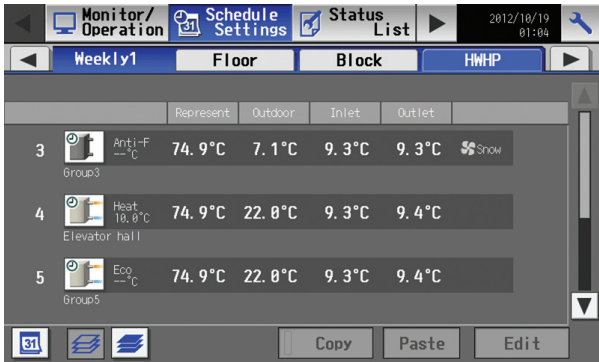 Monitor/
Operation
31
Schedule
Settings
Status
List
2012/10/19
01:04
Weekly1
Floor
Block
HWHP
Represent Outdoor Inlet Outlet
3 Anti-F
--°C
74.9°C 7.1°C 9.3°C 9.3°C Snow
Group3
4 Heat
10.0°C
74.9°C 22.0°C 9.3°C 9.4°C
Elevator hall
5 Eco
--°C
74.9°C 22.0°C 9.3°C 9.4°C
Group5
31
Copy
Paste
Edit